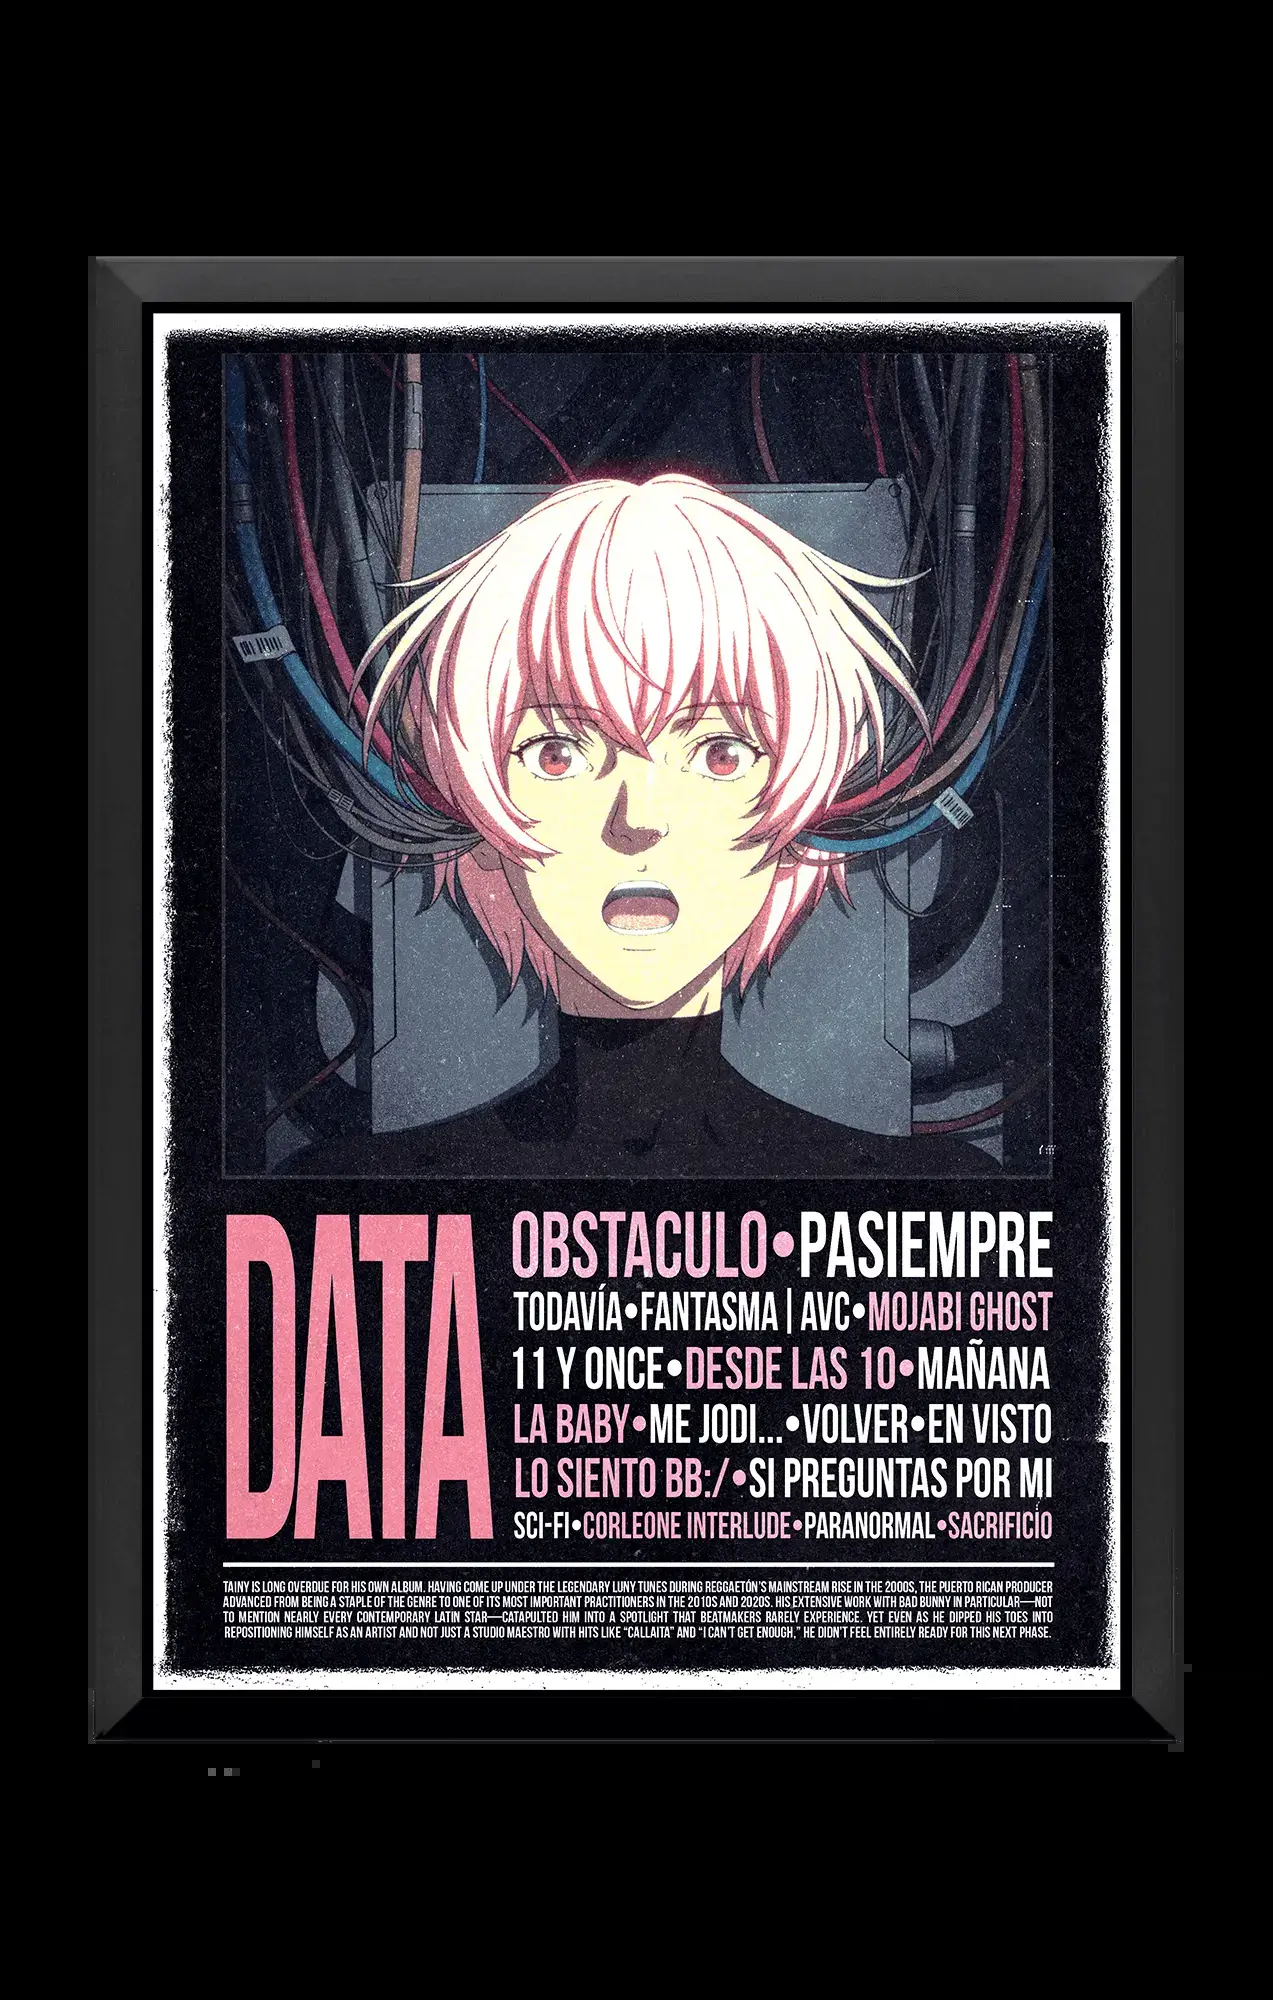 DATA
OBSTACULO•PASIEMPRE
TODAVÍA•FANTASMA | AVC•MOJABI GHOST
11 Y ONCE•DESDE LAS 10•MAÑANA
LA BABY•ME JODI...•VOLVER•EN VISTO
LO SIENTO BB:/•SI PREGUNTAS POR MI
SCI-FI•CORLEONE INTERLUDE•PARANORMAL•SACRIFICIO
TAINY IS LONG OVERDUE FOR HIS OWN ALBUM. HAVING COME UP UNDER THE LEGENDARY LUNY TUNES DURING REGGAETÓN'S MAINSTREAM RISE IN THE 2000S, THE PUERTO RICAN PRODUCER
ADVANCED FROM BEING A STAPLE OF THE GENRE TO ONE OF ITS MOST IMPORTANT PRACTITIONERS IN THE 2010S AND 2020S. HIS EXTENSIVE WORK WITH BAD BUNNY IN PARTICULAR—NOT
TO MENTION NEARLY EVERY CONTEMPORARY LATIN STAR—CATAPULTED HIM INTO A SPOTLIGHT THAT BEATMAKERS RARELY EXPERIENCE. YET EVEN AS HE DIPPED HIS TOES INTO
REPOSITIONING HIMSELF AS AN ARTIST AND NOT JUST A STUDIO MAESTRO WITH HITS LIKE “CALLAITA” AND “I CAN'T GET ENOUGH,” HE DIDN'T FEEL ENTIRELY READY FOR THIS NEXT PHASE.